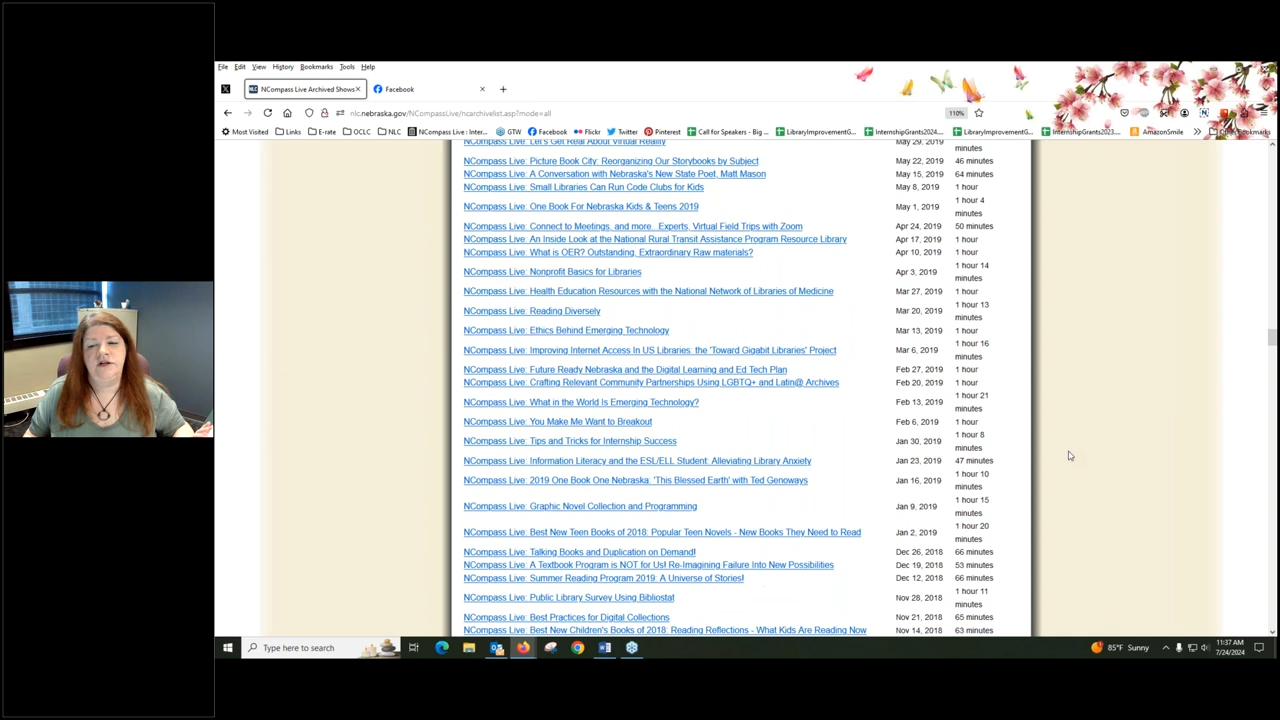 File Edit View History Bookmarks Tools Help
NCompass Live Archived Shows
Facebook
nlc.nebraska.gov/NCompassLive/ncarchivelist.asp?mode=all
110%
Most Visited Links E-rate OCLC NLC NCompass Live : Inter... GTW Facebook Flickr Twitter Pinterest Call for Speakers - Big ... LibraryImprovementG... InternshipGrants2024... LibraryImprovementG... InternshipGrants2023... AmazonSmile Other Bookmarks
NCompass Live: Let's Get Real About Virtual Reality May 29, 2019 minutes
NCompass Live: Picture Book City: Reorganizing Our Storybooks by Subject May 22, 2019 46 minutes
NCompass Live: A Conversation with Nebraska's New State Poet, Matt Mason May 15, 2019 64 minutes
NCompass Live: Small Libraries Can Run Code Clubs for Kids May 8, 2019 1 hour
NCompass Live: One Book For Nebraska Kids & Teens 2019 May 1, 2019 1 hour 4 minutes
NCompass Live: Connect to Meetings, and more.. Experts, Virtual Field Trips with Zoom Apr 24, 2019 50 minutes
NCompass Live: An Inside Look at the National Rural Transit Assistance Program Resource Library Apr 17, 2019 1 hour
NCompass Live: What is OER? Outstanding, Extraordinary Raw materials? Apr 10, 2019 1 hour
NCompass Live: Nonprofit Basics for Libraries Apr 3, 2019 1 hour 14 minutes
NCompass Live: Health Education Resources with the National Network of Libraries of Medicine Mar 27, 2019 1 hour
NCompass Live: Reading Diversely Mar 20, 2019 1 hour 13 minutes
NCompass Live: Ethics Behind Emerging Technology Mar 13, 2019 1 hour
NCompass Live: Improving Internet Access In US Libraries: the 'Toward Gigabit Libraries' Project Mar 6, 2019 1 hour 16 minutes
NCompass Live: Future Ready Nebraska and the Digital Learning and Ed Tech Plan Feb 27, 2019 1 hour
NCompass Live: Crafting Relevant Community Partnerships Using LGBTQ+ and Latin@ Archives Feb 20, 2019 1 hour
NCompass Live: What in the World Is Emerging Technology? Feb 13, 2019 1 hour 21 minutes
NCompass Live: You Make Me Want to Breakout Feb 6, 2019 1 hour
NCompass Live: Tips and Tricks for Internship Success Jan 30, 2019 1 hour 8 minutes
NCompass Live: Information Literacy and the ESL/ELL Student: Alleviating Library Anxiety Jan 23, 2019 47 minutes
NCompass Live: 2019 One Book One Nebraska: 'This Blessed Earth' with Ted Genoways Jan 16, 2019 1 hour 10 minutes
NCompass Live: Graphic Novel Collection and Programming Jan 9, 2019 1 hour 15 minutes
NCompass Live: Best New Teen Books of 2018: Popular Teen Novels - New Books They Need to Read Jan 2, 2019 1 hour 20 minutes
NCompass Live: Talking Books and Duplication on Demand! Dec 26, 2018 66 minutes
NCompass Live: A Textbook Program is NOT for Us! Re-Imagining Failure Into New Possibilities Dec 19, 2018 53 minutes
NCompass Live: Summer Reading Program 2019: A Universe of Stories! Dec 12, 2018 66 minutes
NCompass Live: Public Library Survey Using Bibliostat Nov 28, 2018 1 hour 11 minutes
NCompass Live: Best Practices for Digital Collections Nov 21, 2018 65 minutes
NCompass Live: Best New Children's Books of 2018: Reading Reflections - What Kids Are Reading Now Nov 14, 2018 63 minutes
Type here to search
85°F Sunny
11:37 AM
7/24/2024